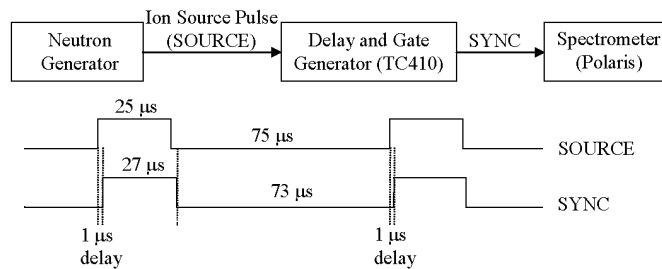 Neutron
Generator
Ion Source Pulse
(SOURCE)
Delay and Gate
Generator (TC410)
SYNC
Spectrometer
(Polaris)
25 μs
75 μs
SOURCE
27 μs
73 μs
SYNC
1 μs
delay
1 μs
delay